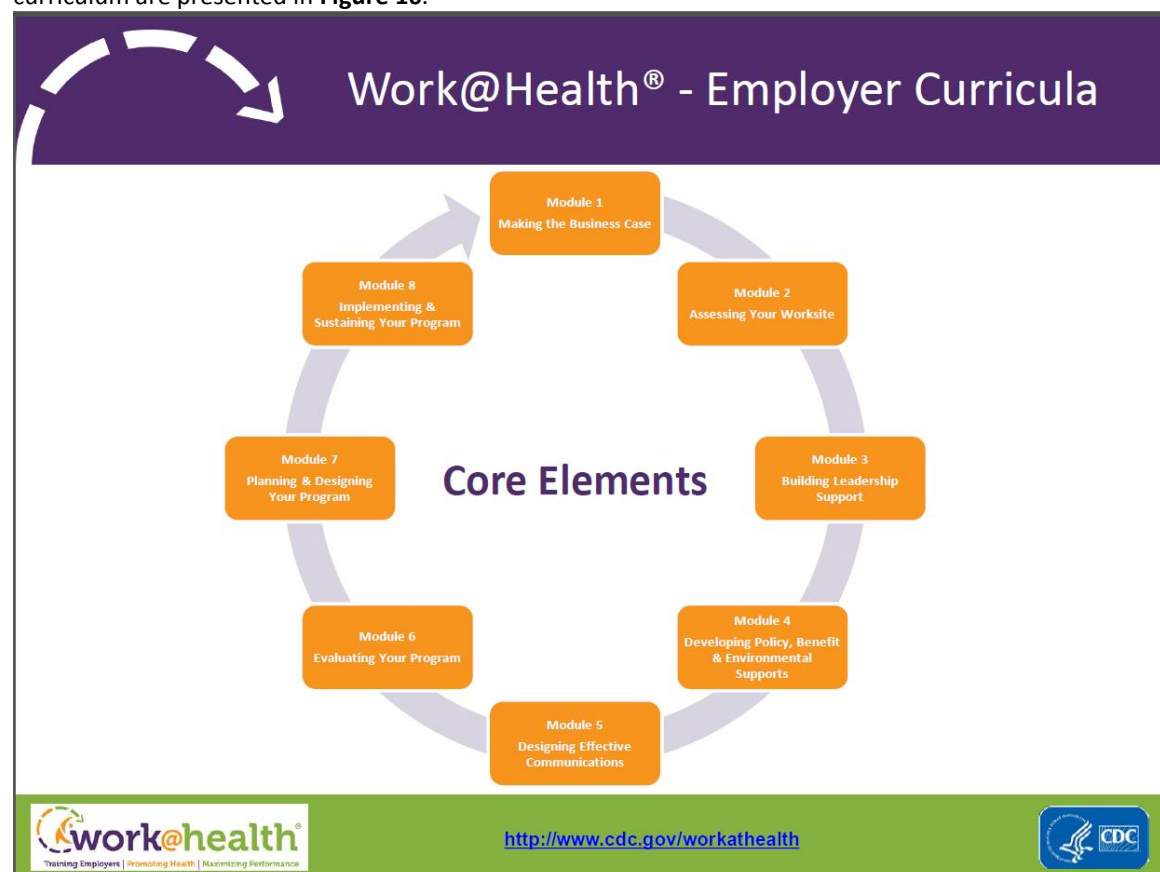 curriculum are presented in Figure 10.
Work@Health® - Employer Curricula
Module 1
Making the Business Case
Module 2
Assessing Your Worksite
Module 3
Building Leadership
Support
Module 4
Developing Policy, Benefit
& Environmental
Supports
Module 5
Designing Effective
Communications
Module 6
Evaluating Your Program
Module 7
Planning & Designing
Your Program
Module 8
Implementing &
Sustaining Your Program
Core Elements
work@health®
Training Employers | Promoting Health | Maximizing Performance
http://www.cdc.gov/workathealth
CDC